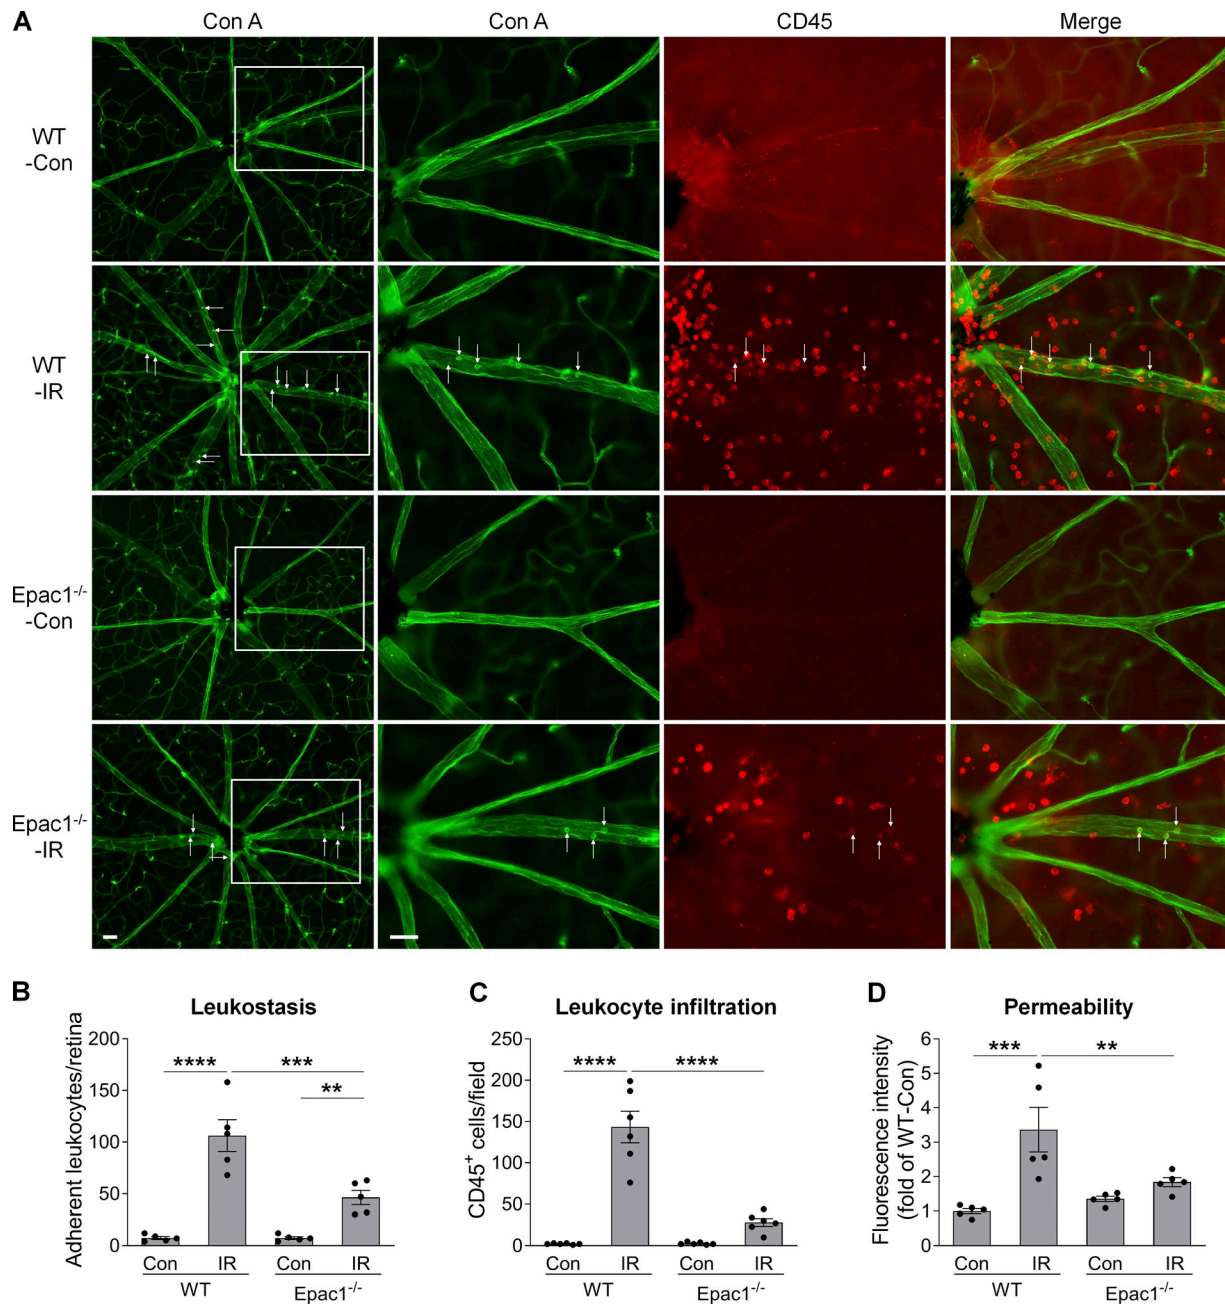 A
Con A
Con A
CD45
Merge
WT
-Con
WT
-IR
Epac1-/-
-Con
Epac1-/-
-IR
B
Leukostasis
Adherent leukocytes/retina
200
150
100
50
0
****
***
**
Con
IR
Con
IR
WT
Epac1-/-
C
Leukocyte infiltration
CD45+ cells/field
250
200
150
100
50
0
****
****
Con
IR
Con
IR
WT
Epac1-/-
D
Permeability
Fluorescence intensity
(fold of WT-Con)
6
5
4
3
2
1
0
***
**
Con
IR
Con
IR
WT
Epac1-/-